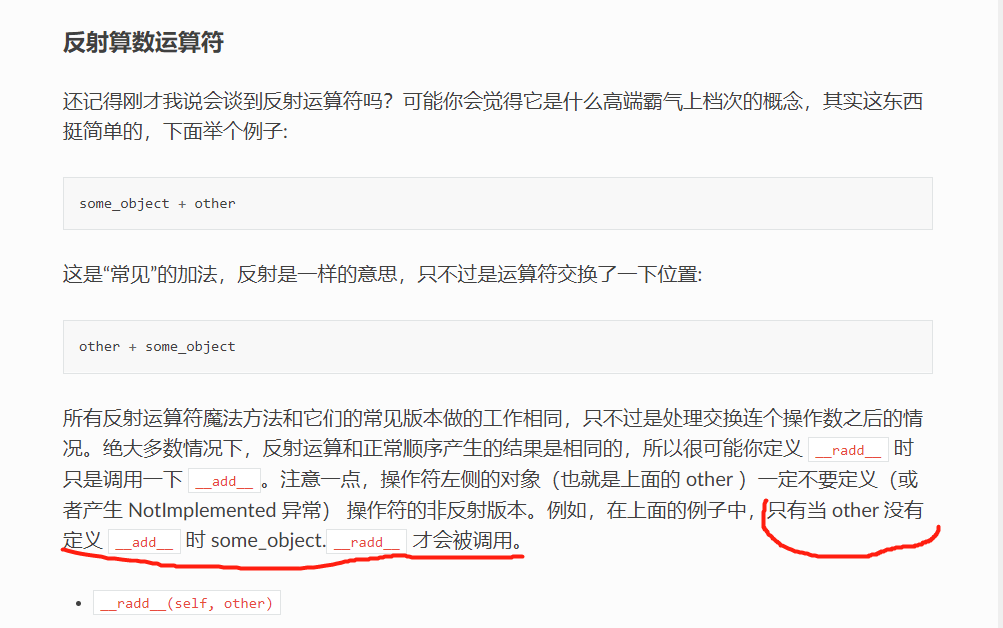 反射算数运算符
还记得刚才我说会谈到反射运算符吗？可能你会觉得它是什么高端霸气上档次的概念，其实这东西
挺简单的，下面举个例子:
some_object + other
这是“常见”的加法，反射是一样的意思，只不过是运算符交换了一下位置:
other + some_object
所有反射运算符魔法方法和它们的常见版本做的工作相同，只不过是处理交换连个操作数之后的情
况。绝大多数情况下，反射运算和正常顺序产生的结果是相同的，所以很可能你定义 __radd__ 时
只是调用一下 __add__ 。注意一点，操作符左侧的对象（也就是上面的 other ）一定不要定义（或
者产生 NotImplemented 异常） 操作符的非反射版本。例如，在上面的例子中，只有当 other 没有
定义 __add__ 时 some_object.__radd__ 才会被调用。
• __radd__(self, other)